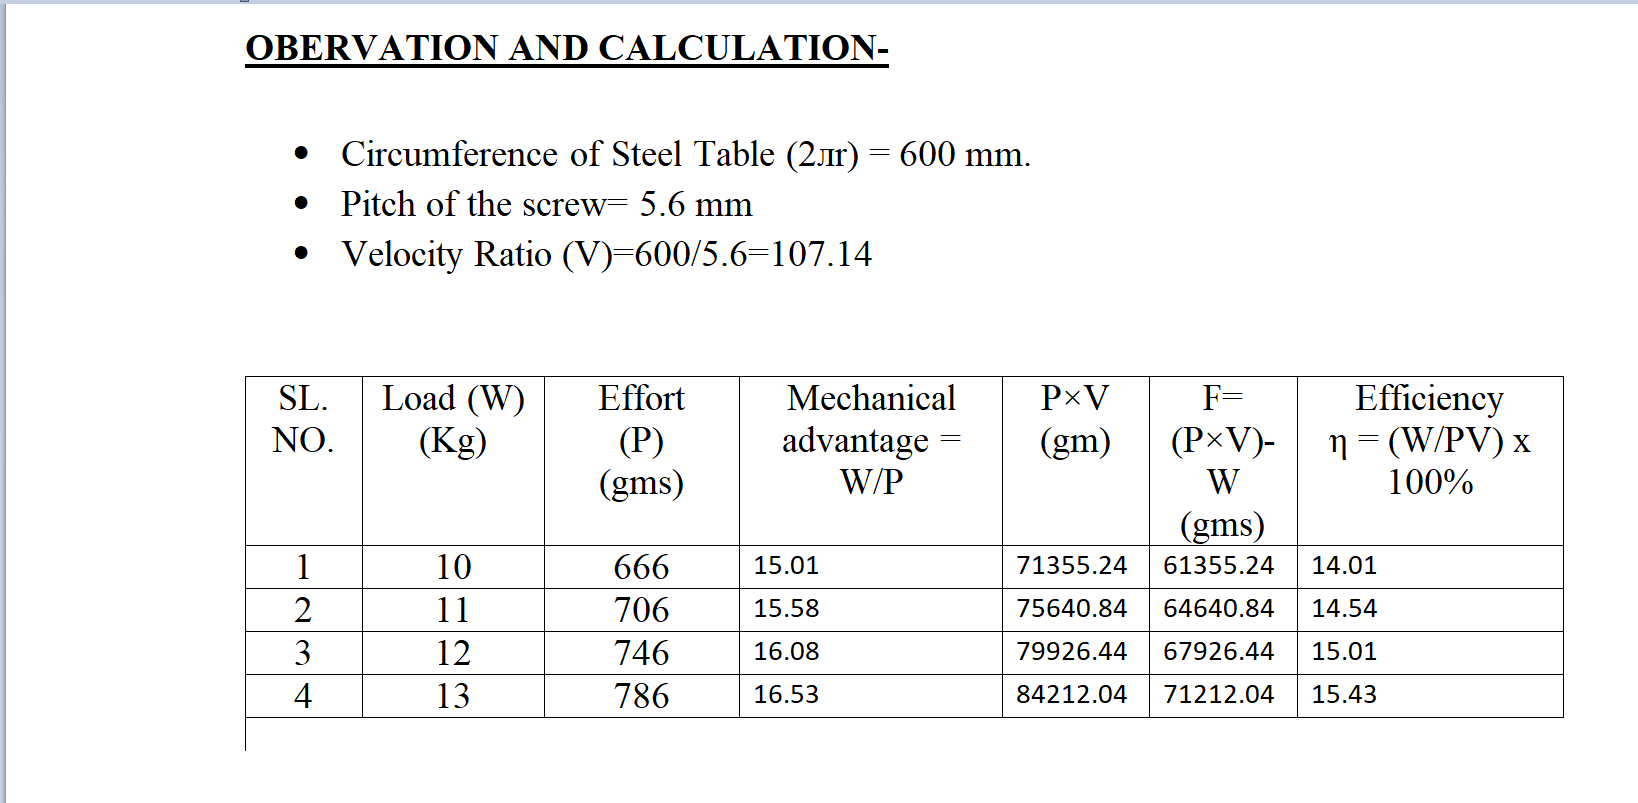 OBERVATION AND CALCULATION-
• Circumference of Steel Table (2лr) = 600 mm.
• Pitch of the screw= 5.6 mm
• Velocity Ratio (V)=600/5.6=107.14
SL. NO. Load (W) (Kg) Effort (P) (gms) Mechanical advantage = W/P P×V (gm) F= (P×V)- W (gms) Efficiency η = (W/PV) x 100%
1 10 666 15.01 71355.24 61355.24 14.01
2 11 706 15.58 75640.84 64640.84 14.54
3 12 746 16.08 79926.44 67926.44 15.01
4 13 786 16.53 84212.04 71212.04 15.43